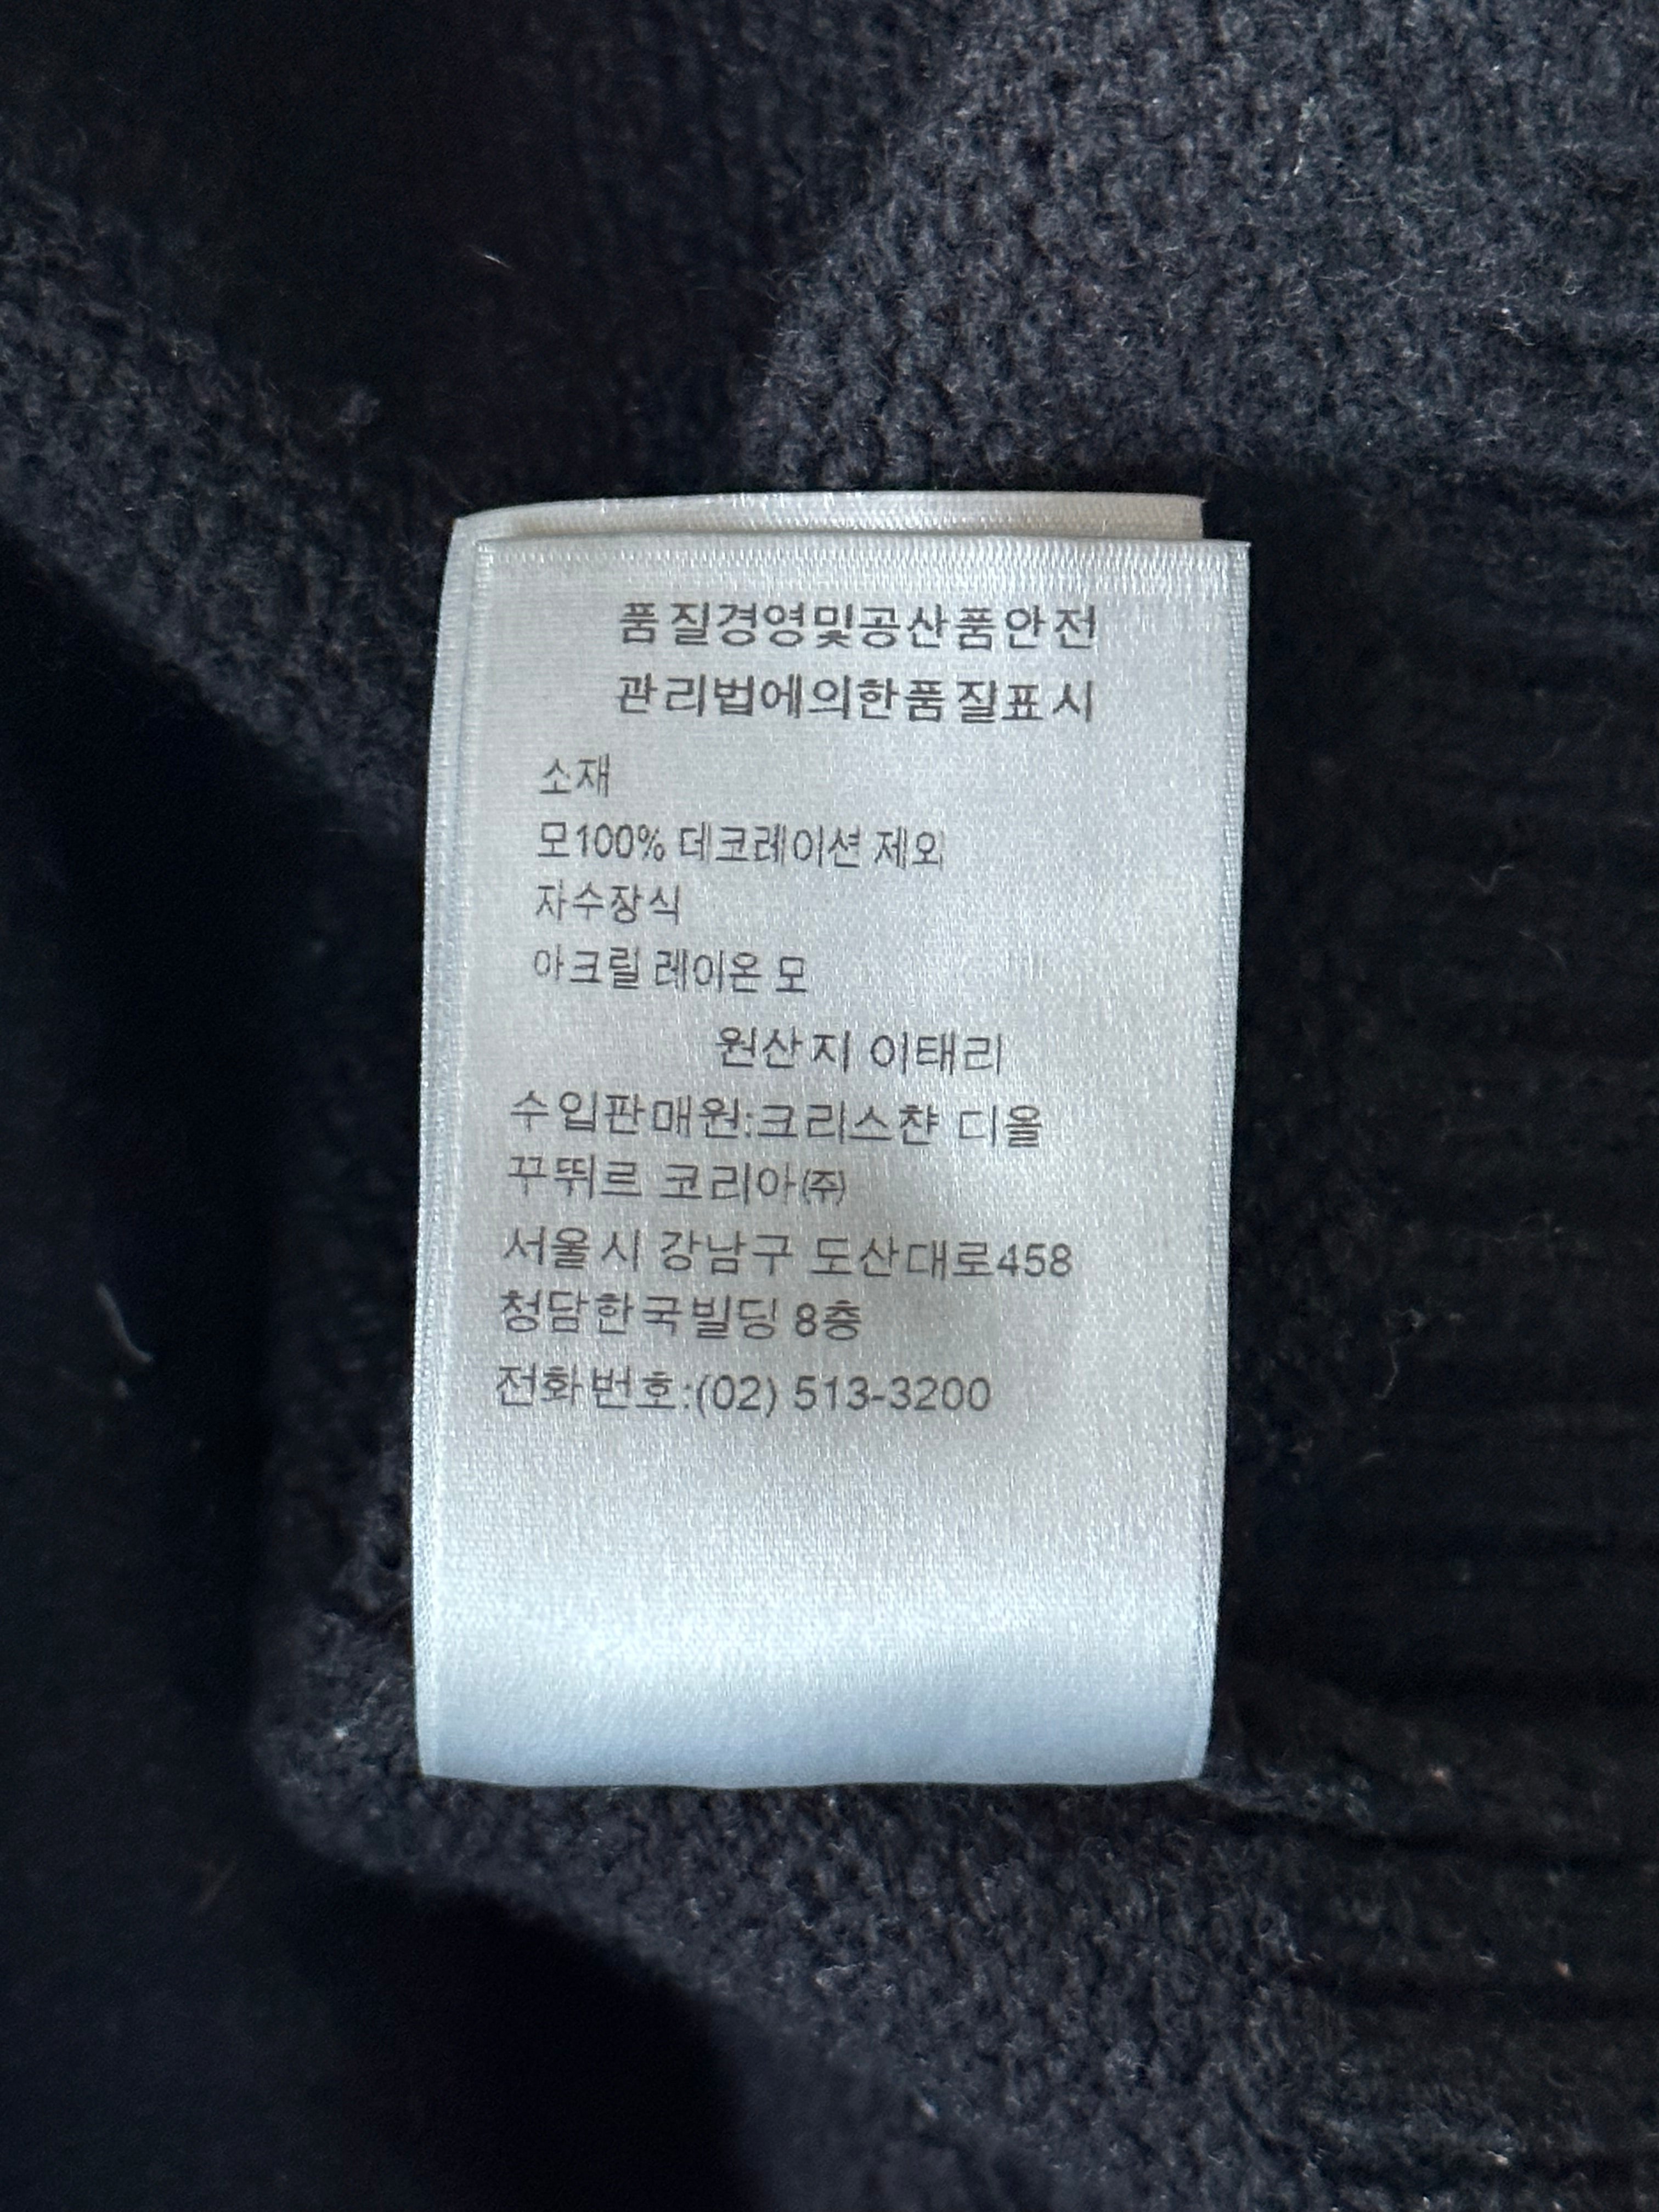 품질경영및공산품안전
관리법에의한품질표시
소재
모100% 데코레이션 제외
자수장식
아크릴 레이온 모
원산지 이태리
수입판매원:크리스챤 디올
꾸뛰르 코리아㈜
서울시 강남구 도산대로458
청담한국빌딩 8층
전화번호:(02) 513-3200